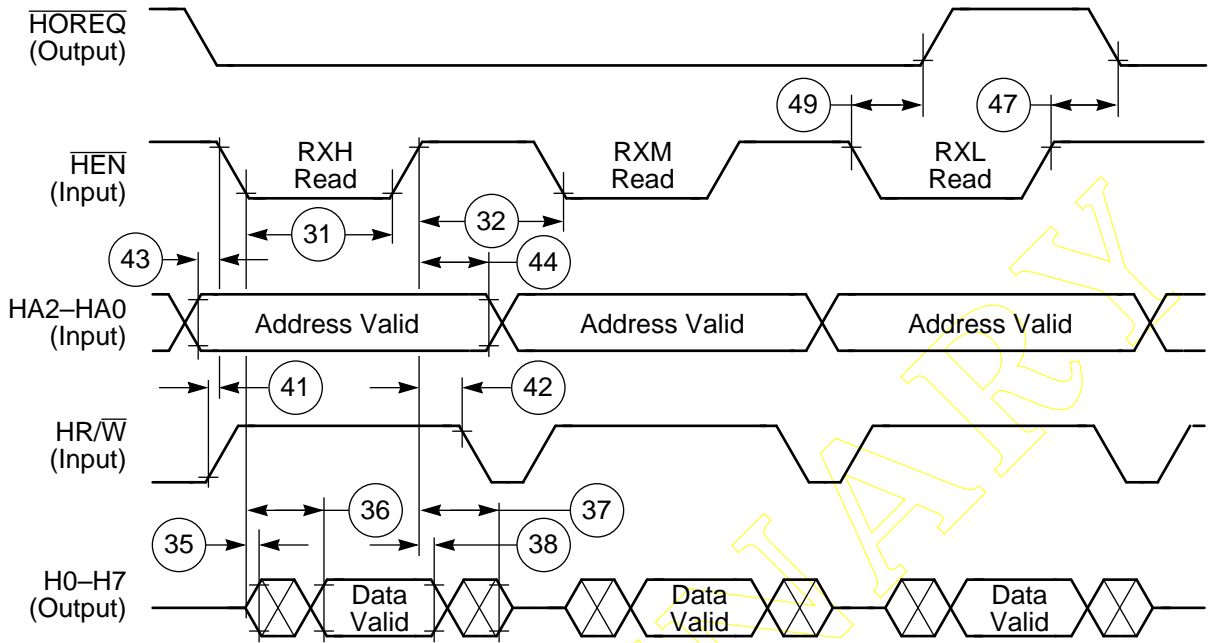 HOREQ
(Output)
49
47
HEN
(Input)
RXH
Read
RXM
Read
RXL
Read
31
32
43
44
HA2–HA0
(Input)
Address Valid
Address Valid
Address Valid
41
42
HR/W
(Input)
36
37
35
38
H0–H7
(Output)
Data
Valid
Data
Valid
Data
Valid
NARY